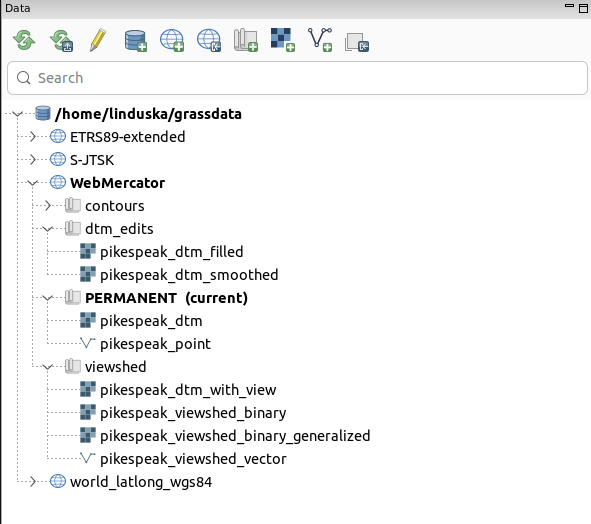 Data
Search
/home/linduska/grassdata
ETRS89-extended
S-JTSK
WebMercator
contours
dtm_edits
pikespeak_dtm_filled
pikespeak_dtm_smoothed
PERMANENT (current)
pikespeak_dtm
pikespeak_point
viewshed
pikespeak_dtm_with_view
pikespeak_viewshed_binary
pikespeak_viewshed_binary_generalized
pikespeak_viewshed_vector
world_latlong_wgs84